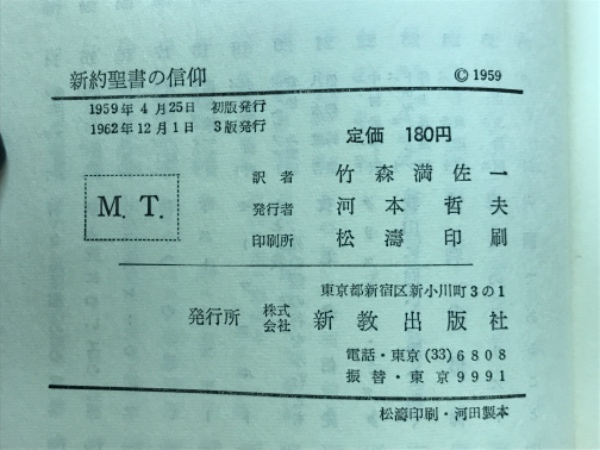 新約聖書の信仰
© 1959
1959年4月25日 初版発行
1962年12月1日 3版発行
定価 180円
M. T.
訳者 竹森満佐一
発行者 河本哲夫
印刷所 松濤印刷
東京都新宿区新小川町3の1
発行所 株式会社 新教出版社
電話・東京(33)6808
振替・東京9991
松濤印刷・河田製本